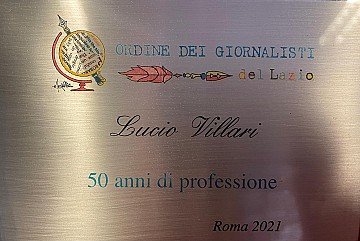 ORDINE DEI GIORNALISTI
del Lazio
Lucio Villari
50 anni di professione
Roma 2021